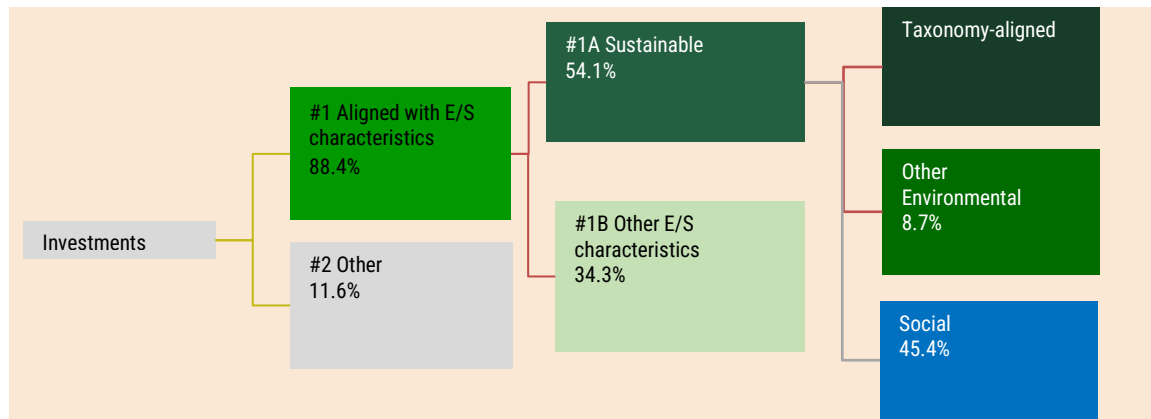 Investments
#1 Aligned with E/S
characteristics
88.4%
#2 Other
11.6%
#1A Sustainable
54.1%
#1B Other E/S
characteristics
34.3%
Taxonomy-aligned
Other
Environmental
8.7%
Social
45.4%